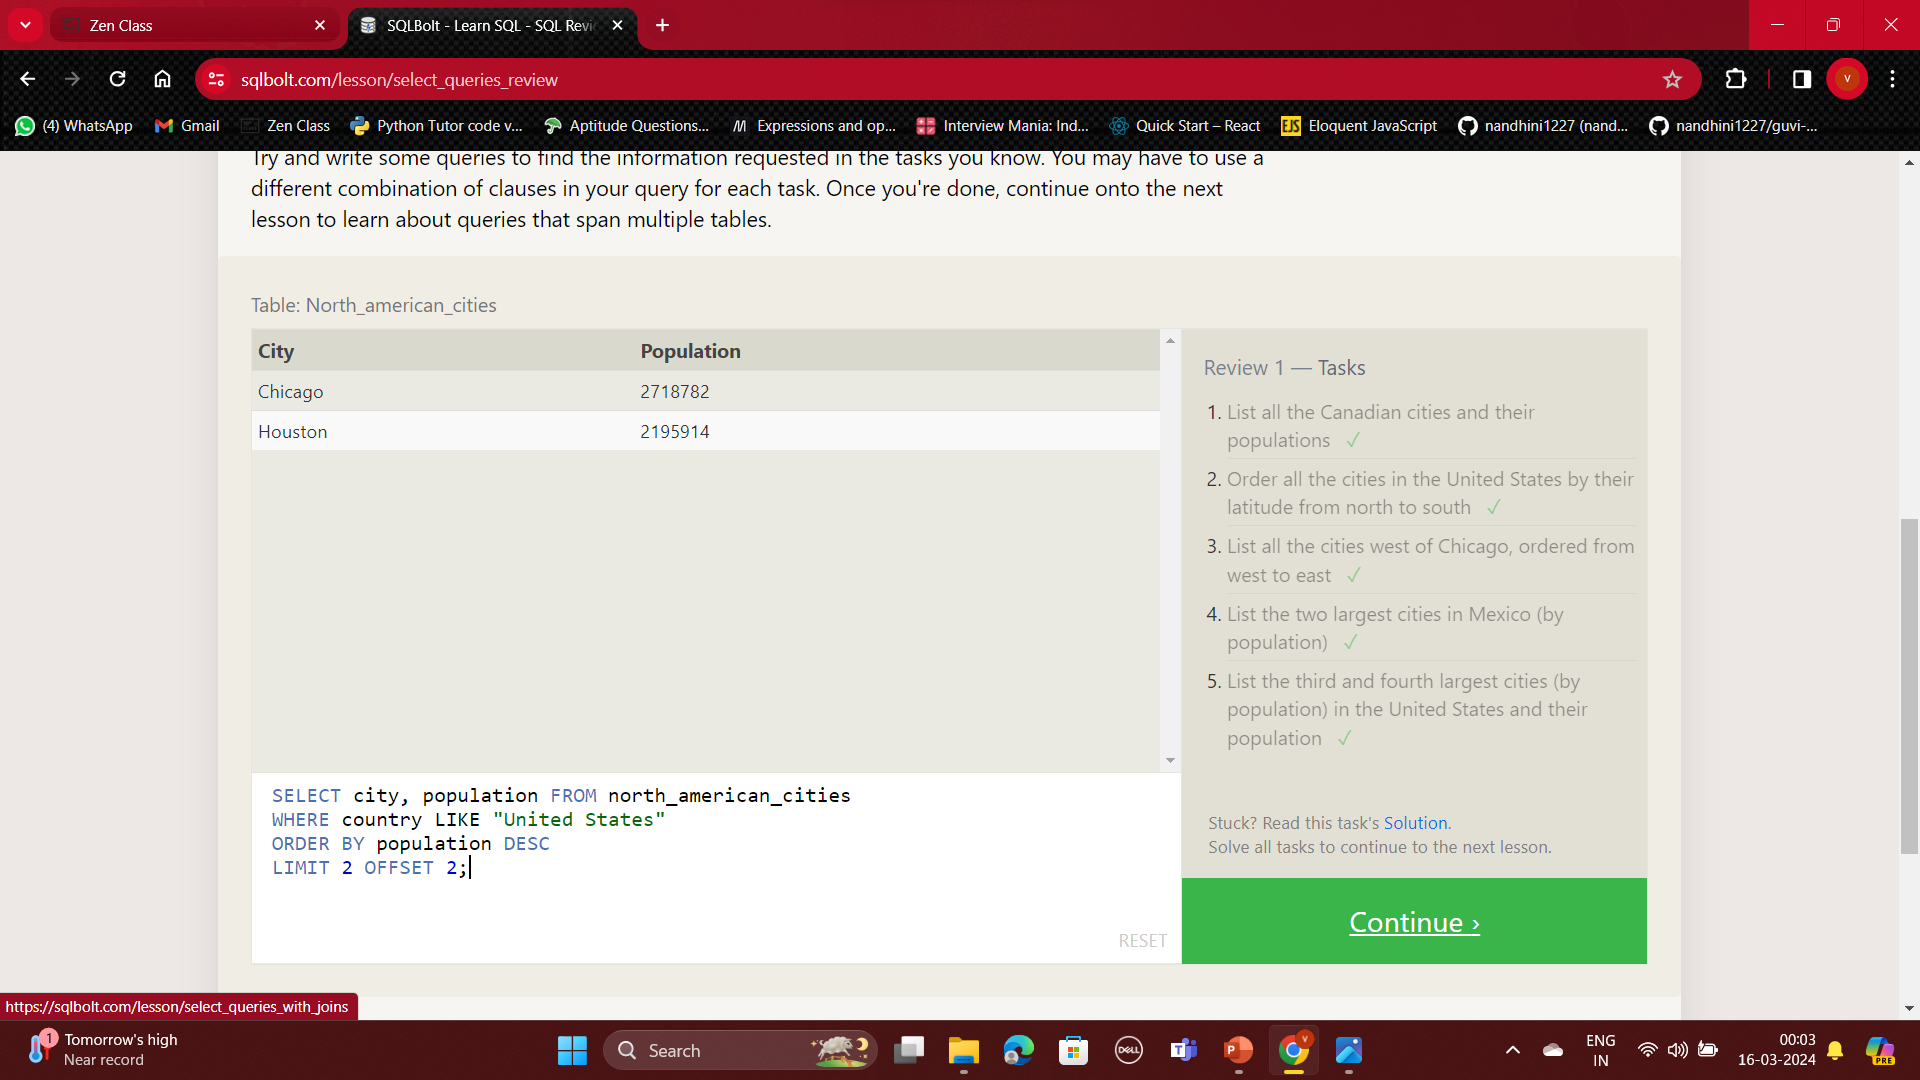 Zen Class
SQLBolt - Learn SQL - SQL Revi
sqlbolt.com/lesson/select_queries_review
V
(4) WhatsApp
Gmail
Zen Class
Python Tutor code v...
Aptitude Questions...
Expressions and op...
Interview Mania: Ind...
Quick Start – React
EJS
Eloquent JavaScript
nandhini1227 (nand...
nandhini1227/guvi-...
Try and write some queries to find the information requested in the tasks you know. You may have to use a
different combination of clauses in your query for each task. Once you're done, continue onto the next
lesson to learn about queries that span multiple tables.
Table: North_american_cities
City Population
Chicago 2718782
Houston 2195914
Review 1 — Tasks
1. List all the Canadian cities and their
populations ✓
2. Order all the cities in the United States by their
latitude from north to south ✓
3. List all the cities west of Chicago, ordered from
west to east ✓
4. List the two largest cities in Mexico (by
population) ✓
5. List the third and fourth largest cities (by
population) in the United States and their
population ✓
SELECT city, population FROM north_american_cities
WHERE country LIKE "United States"
ORDER BY population DESC
LIMIT 2 OFFSET 2;
RESET
Stuck? Read this task's Solution.
Solve all tasks to continue to the next lesson.
Continue ›
https://sqlbolt.com/lesson/select_queries_with_joins
1
Tomorrow's high
Near record
Search
DELL
ENG
IN
00:03
16-03-2024
PRE